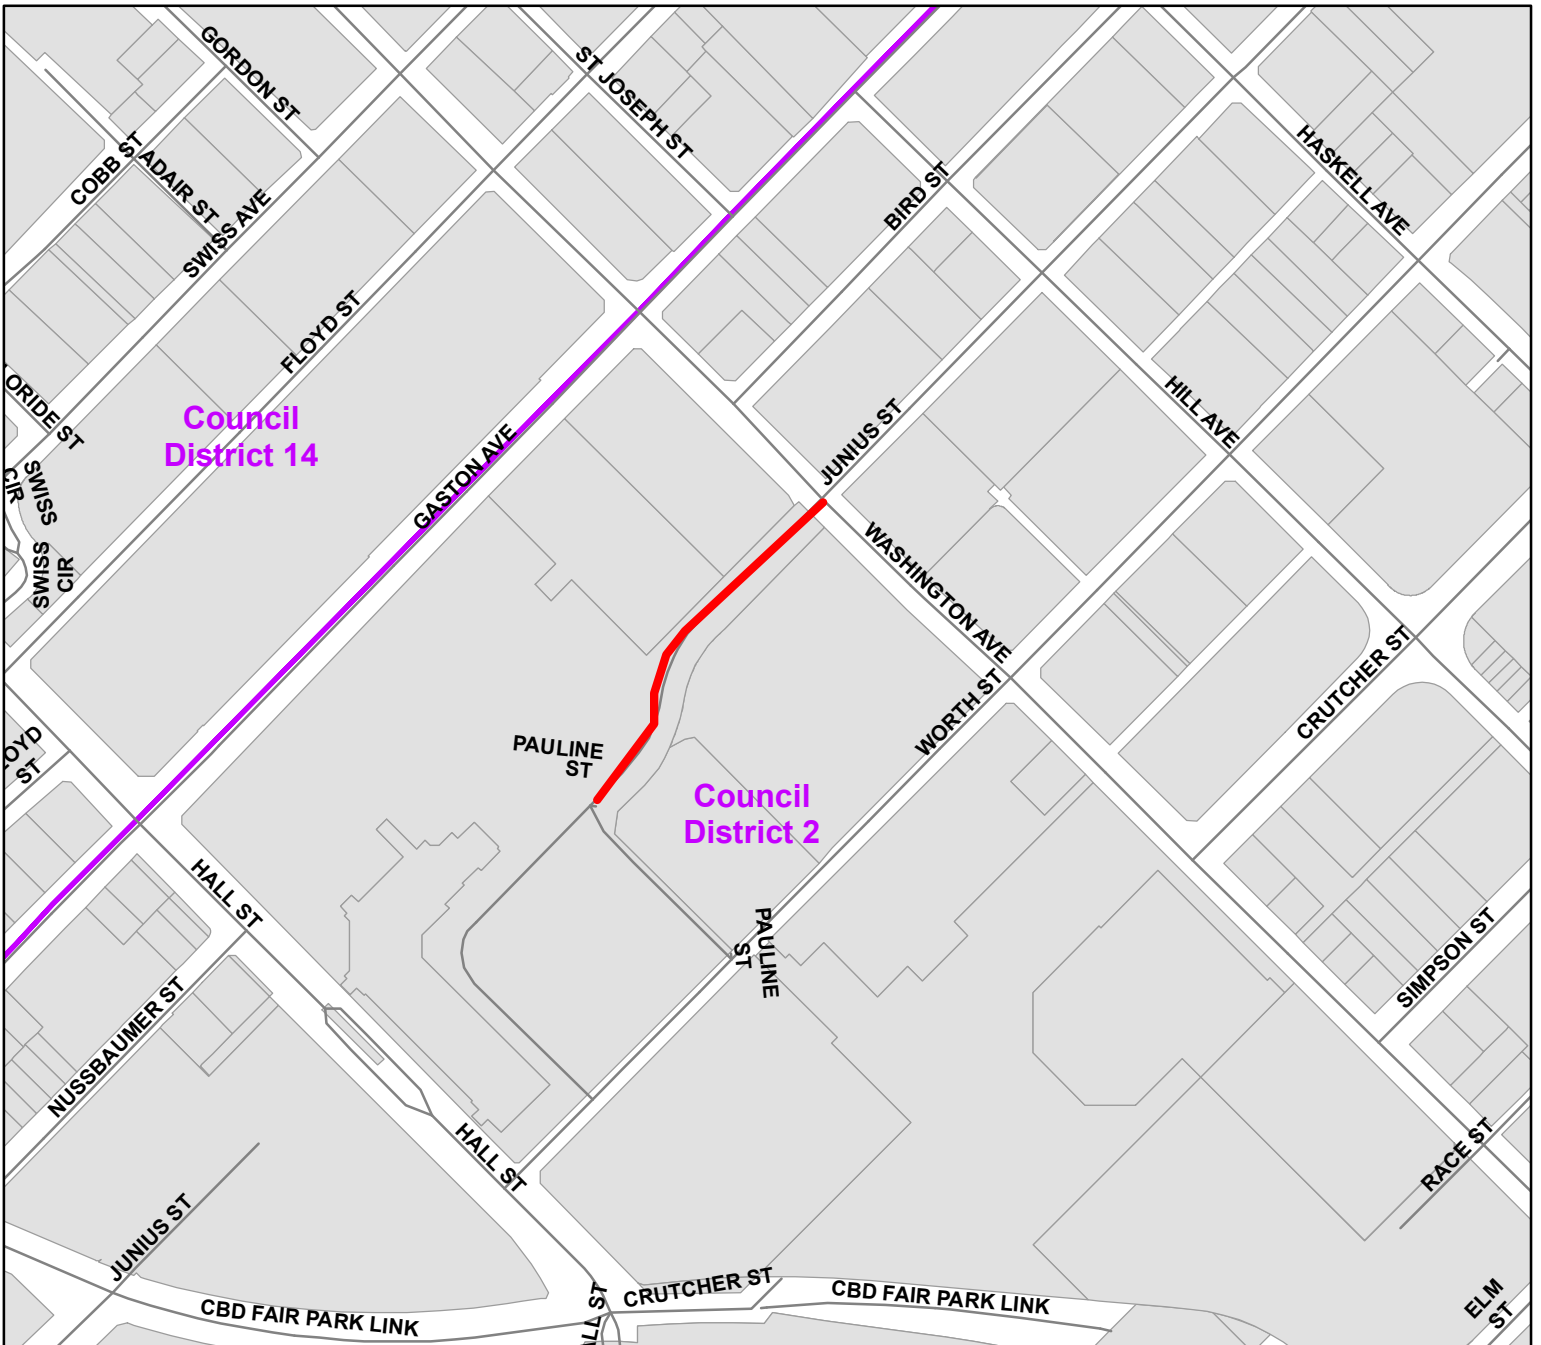 GORDON ST
ST JOSEPH ST
COBB ST
ADAIR ST
SWISS AVE
BIRD ST
HASKELL AVE
FLOYD ST
ORIDE ST
Council
District 14
GASTON AVE
JUNIUS ST
HILL AVE
SWISS
CIR
SWISS
CIR
WASHINGTON AVE
CRUTCHER ST
WORTH ST
PAULINE
ST
OYD
ST
Council
District 2
HALL ST
PAULINE
ST
SIMPSON ST
NUSSBAUMER ST
HALL ST
RACE ST
JUNIUS ST
CRUTCHER ST
CBD FAIR PARK LINK
CBD FAIR PARK LINK
ALL ST
ELM
ST